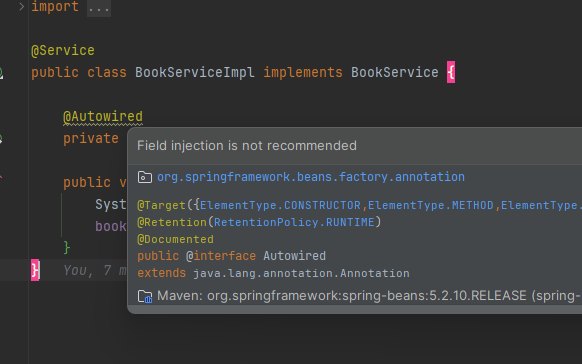 import ...
@Service
public class BookServiceImpl implements BookService {
@Autowired
private
Field injection is not recommended
org.springframework.beans.factory.annotation
public v
@Target({ElementType.CONSTRUCTOR,ElementType.METHOD,ElementType.
Syst
@Retention(RetentionPolicy.RUNTIME)
book
@Documented
}
public @interface Autowired
}
You, 7 m
extends java.lang.annotation.Annotation
Maven: org.springframework:spring-beans:5.2.10.RELEASE (spring-